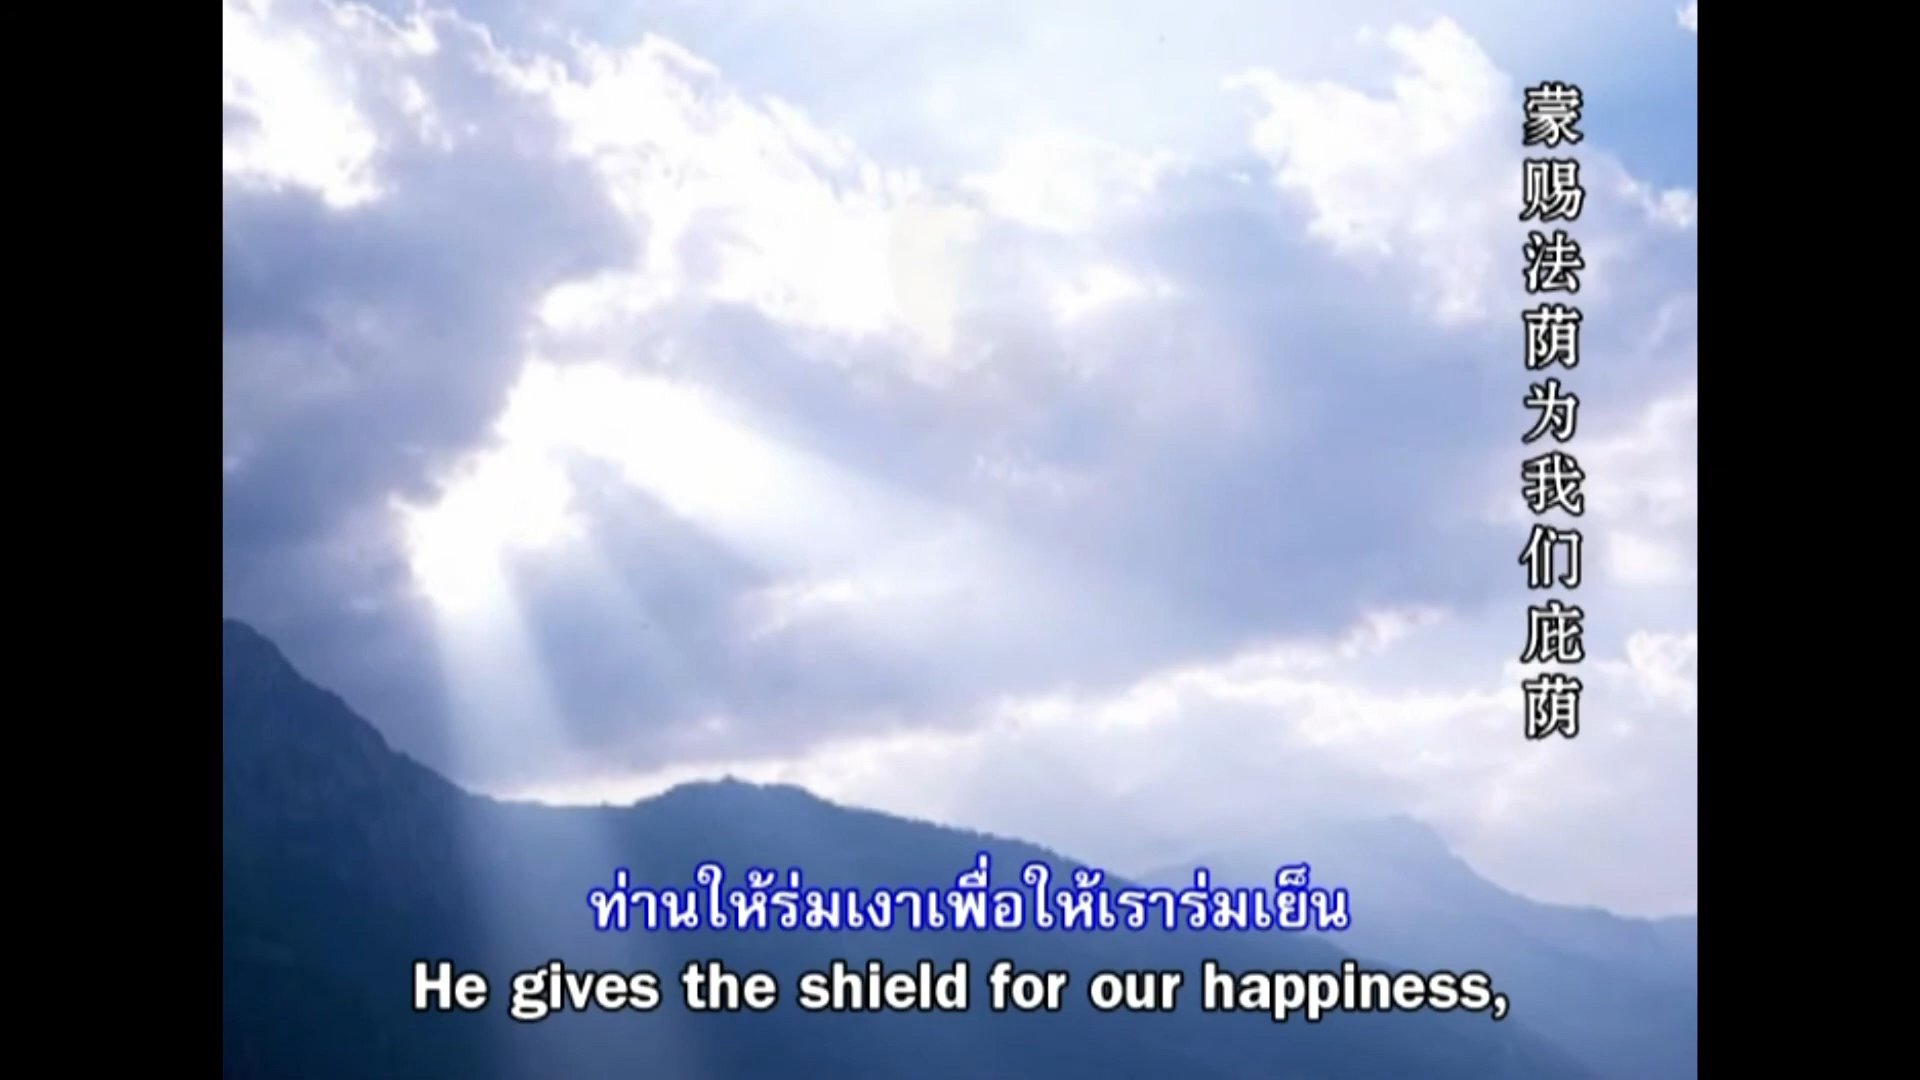 蒙赐法荫为我们庇荫
ท่านให้ร่มเงาเพื่อให้เราร่มเย็น
He gives the shield for our happiness,